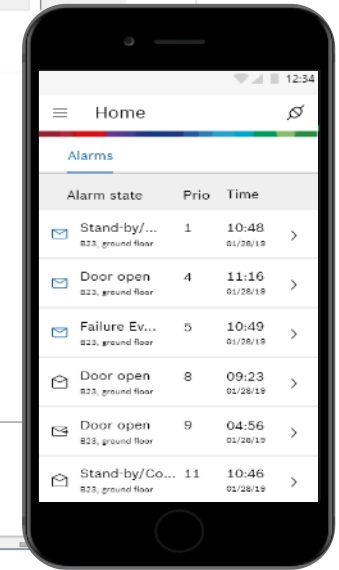 12:34
Home
Alarms
Alarm state Prio Time
Stand-by/... 1 10:48
B23, ground floor 01/28/19
Door open 4 11:16
B23, ground floor 01/28/19
Failure Ev... 5 10:49
B23, ground floor 01/28/19
Door open 8 09:23
B23, ground floor 01/28/19
Door open 9 04:56
B23, ground floor 01/28/19
Stand-by/Co... 11 10:46
B23, ground floor 01/28/19